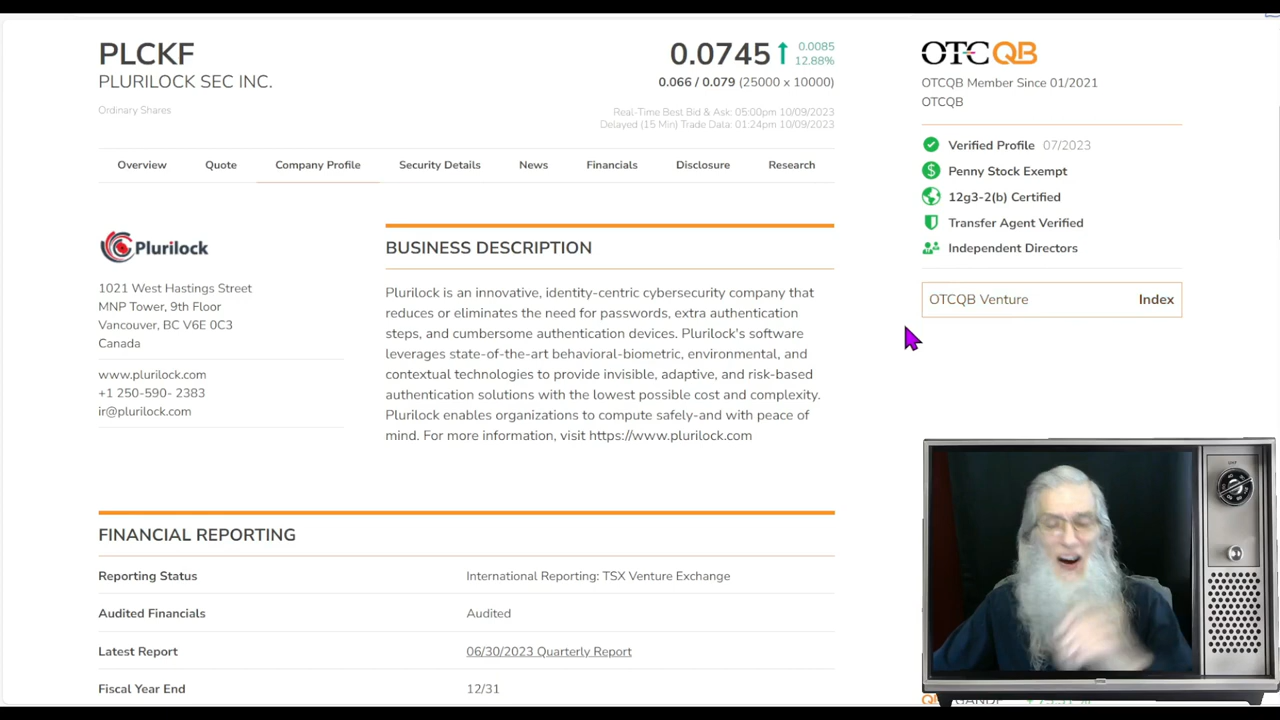 PLCKF
PLURILOCK SEC INC.
Ordinary Shares
0.0745
0.0085
12.88%
0.066 / 0.079 (25000 x 10000)
Real-Time Best Bid & Ask: 05:00pm 10/09/2023
Delayed (15 Min) Trade Data: 01:24pm 10/09/2023
OTCQB
OTCQB Member Since 01/2021
OTCQB
Verified Profile 07/2023
Penny Stock Exempt
12g3-2(b) Certified
Transfer Agent Verified
Independent Directors
OTCQB Venture Index
Overview Quote Company Profile Security Details News Financials Disclosure Research
Plurilock
1021 West Hastings Street
MNP Tower, 9th Floor
Vancouver, BC V6E 0C3
Canada
www.plurilock.com
+1 250-590- 2383
ir@plurilock.com
BUSINESS DESCRIPTION
Plurilock is an innovative, identity-centric cybersecurity company that
reduces or eliminates the need for passwords, extra authentication
steps, and cumbersome authentication devices. Plurilock's software
leverages state-of-the-art behavioral-biometric, environmental, and
contextual technologies to provide invisible, adaptive, and risk-based
authentication solutions with the lowest possible cost and complexity.
Plurilock enables organizations to compute safely-and with peace of
mind. For more information, visit https://www.plurilock.com
FINANCIAL REPORTING
Reporting Status International Reporting: TSX Venture Exchange
Audited Financials Audited
Latest Report 06/30/2023 Quarterly Report
Fiscal Year End 12/31